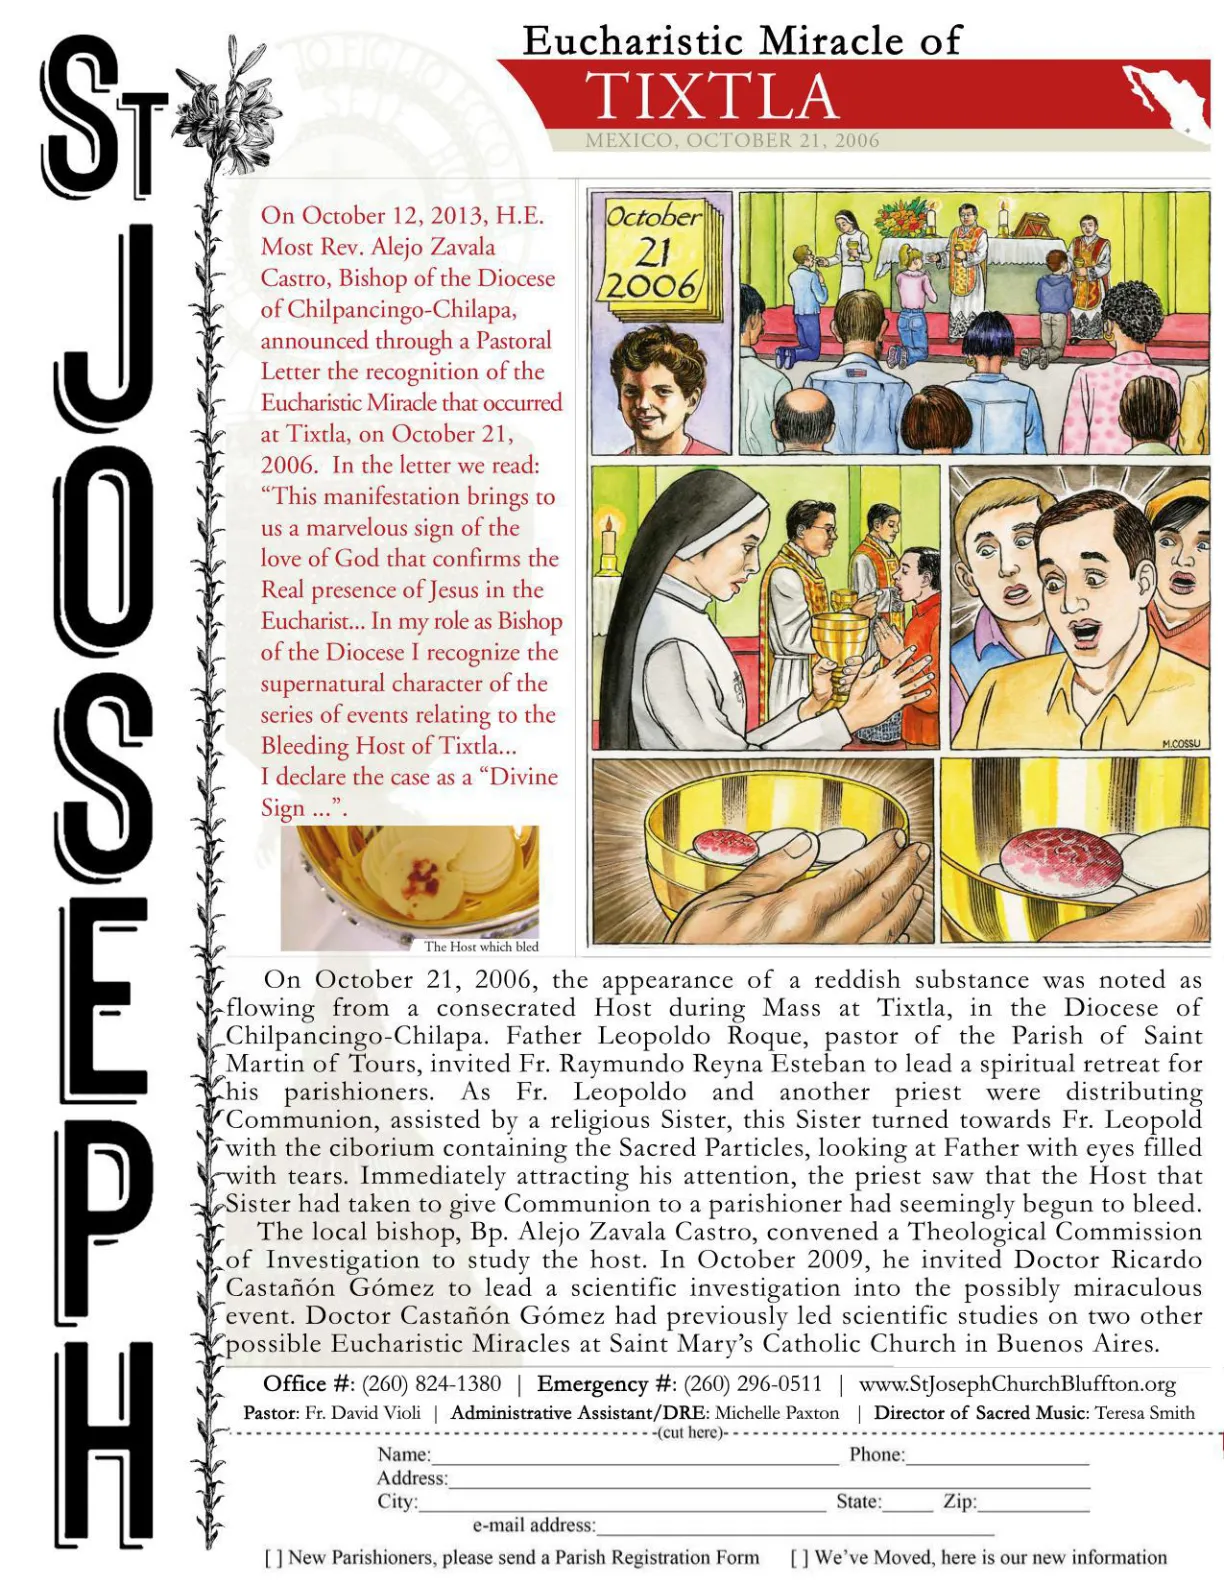 ST JOSEPH
Eucharistic Miracle of
TIXTLA
MEXICO, OCTOBER 21, 2006
On October 12, 2013, H.E.
Most Rev. Alejo Zavala
Castro, Bishop of the Diocese
of Chilpancingo-Chilapa,
announced through a Pastoral
Letter the recognition of the
Eucharistic Miracle that occurred
at Tixtla, on October 21,
2006.  In the letter we read:
“This manifestation brings to
us a marvelous sign of the
love of God that confirms the
Real presence of Jesus in the
Eucharist... In my role as Bishop
of the Diocese I recognize the
supernatural character of the
series of events relating to the
Bleeding Host of Tixtla...
I declare the case as a “Divine
Sign ...”.
The Host which bled
October
21
2006
M.COSSU
On October 21, 2006, the appearance of a reddish substance was noted as
flowing from a consecrated Host during Mass at Tixtla, in the Diocese of
Chilpancingo-Chilapa. Father Leopoldo Roque, pastor of the Parish of Saint
Martin of Tours, invited Fr. Raymundo Reyna Esteban to lead a spiritual retreat for
his parishioners. As Fr. Leopoldo and another priest were distributing
Communion, assisted by a religious Sister, this Sister turned towards Fr. Leopold
with the ciborium containing the Sacred Particles, looking at Father with eyes filled
with tears. Immediately attracting his attention, the priest saw that the Host that
Sister had taken to give Communion to a parishioner had seemingly begun to bleed.
The local bishop, Bp. Alejo Zavala Castro, convened a Theological Commission
of Investigation to study the host. In October 2009, he invited Doctor Ricardo
Castañón Gómez to lead a scientific investigation into the possibly miraculous
event. Doctor Castañón Gómez had previously led scientific studies on two other
possible Eucharistic Miracles at Saint Mary’s Catholic Church in Buenos Aires.
Office #: (260) 824-1380 | Emergency #: (260) 296-0511 | www.StJosephChurchBluffton.org
Pastor: Fr. David Violi | Administrative Assistant/DRE: Michelle Paxton | Director of Sacred Music: Teresa Smith
(cut here)
Name: Phone:
Address:
City: State: Zip:
e-mail address:
[ ] New Parishioners, please send a Parish Registration Form [ ] We’ve Moved, here is our new information